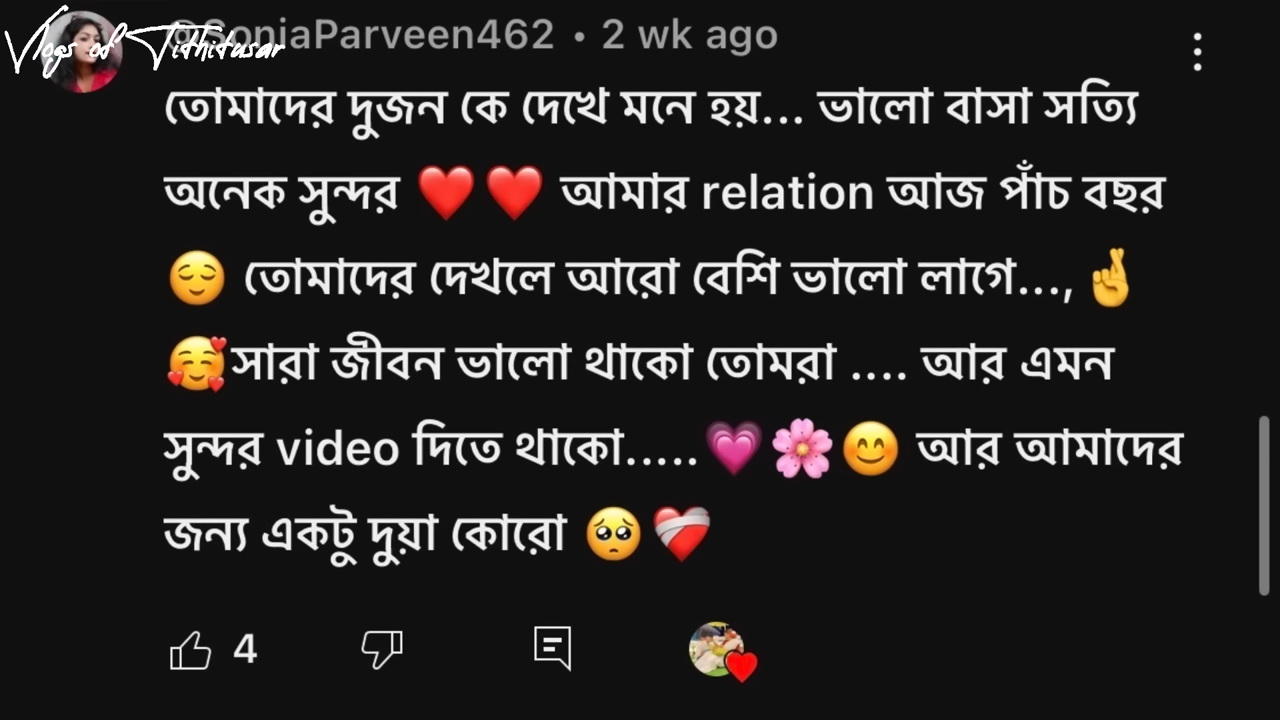 Vlogs of Tithitusar
@SoniaParveen462 • 2 wk ago
তোমাদের দুজন কে দেখে মনে হয়... ভালো বাসা সত্যি
অনেক সুন্দর ❤️❤️ আমার relation আজ পাঁচ বছর
😌 তোমাদের দেখলে আরো বেশি ভালো লাগে...,🤞
🥰সারা জীবন ভালো থাকো তোমরা .... আর এমন
সুন্দর video দিতে থাকো.....💗🌸😊 আর আমাদের
জন্য একটু দুয়া কোরো 🥺❤️‍🩹
4